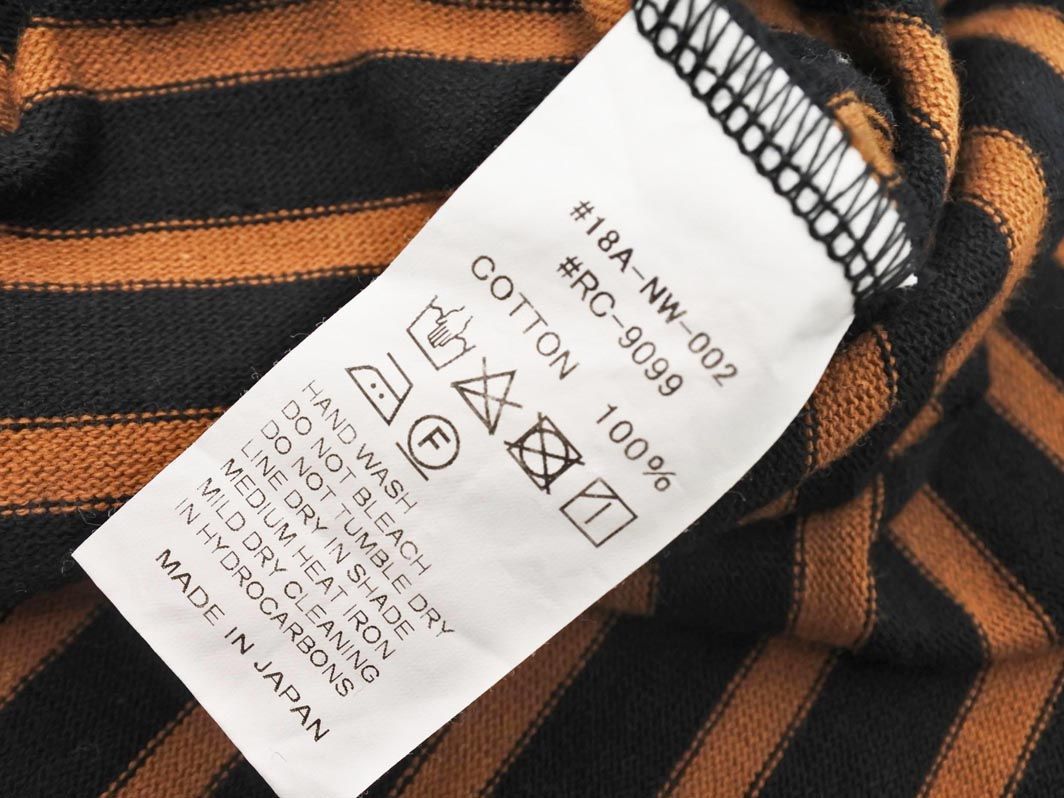 #18A-NW-002
#RC-9099
COTTON 100%
F
HAND WASH
DO NOT BLEACH
DO NOT TUMBLE DRY
LINE DRY IN SHADE
MEDIUM HEAT IRON
MILD DRY CLEANING
IN HYDROCARBONS
MADE IN JAPAN